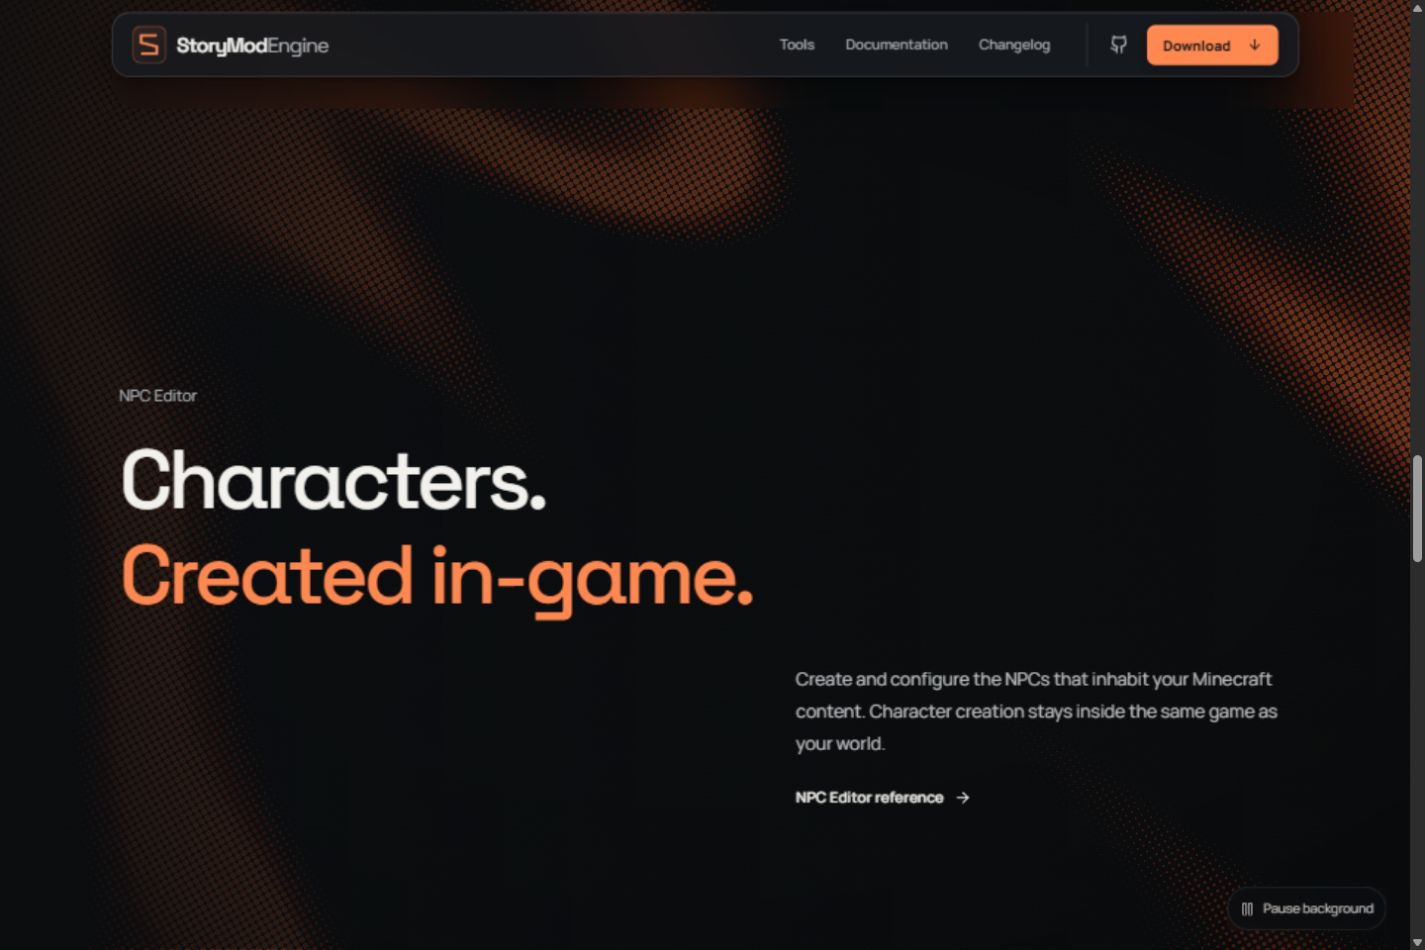 StoryModEngine
Tools
Documentation
Changelog
Download
NPC Editor
Characters.
Created in-game.
Create and configure the NPCs that inhabit your Minecraft
content. Character creation stays inside the same game as
your world.
NPC Editor reference →
Pause background